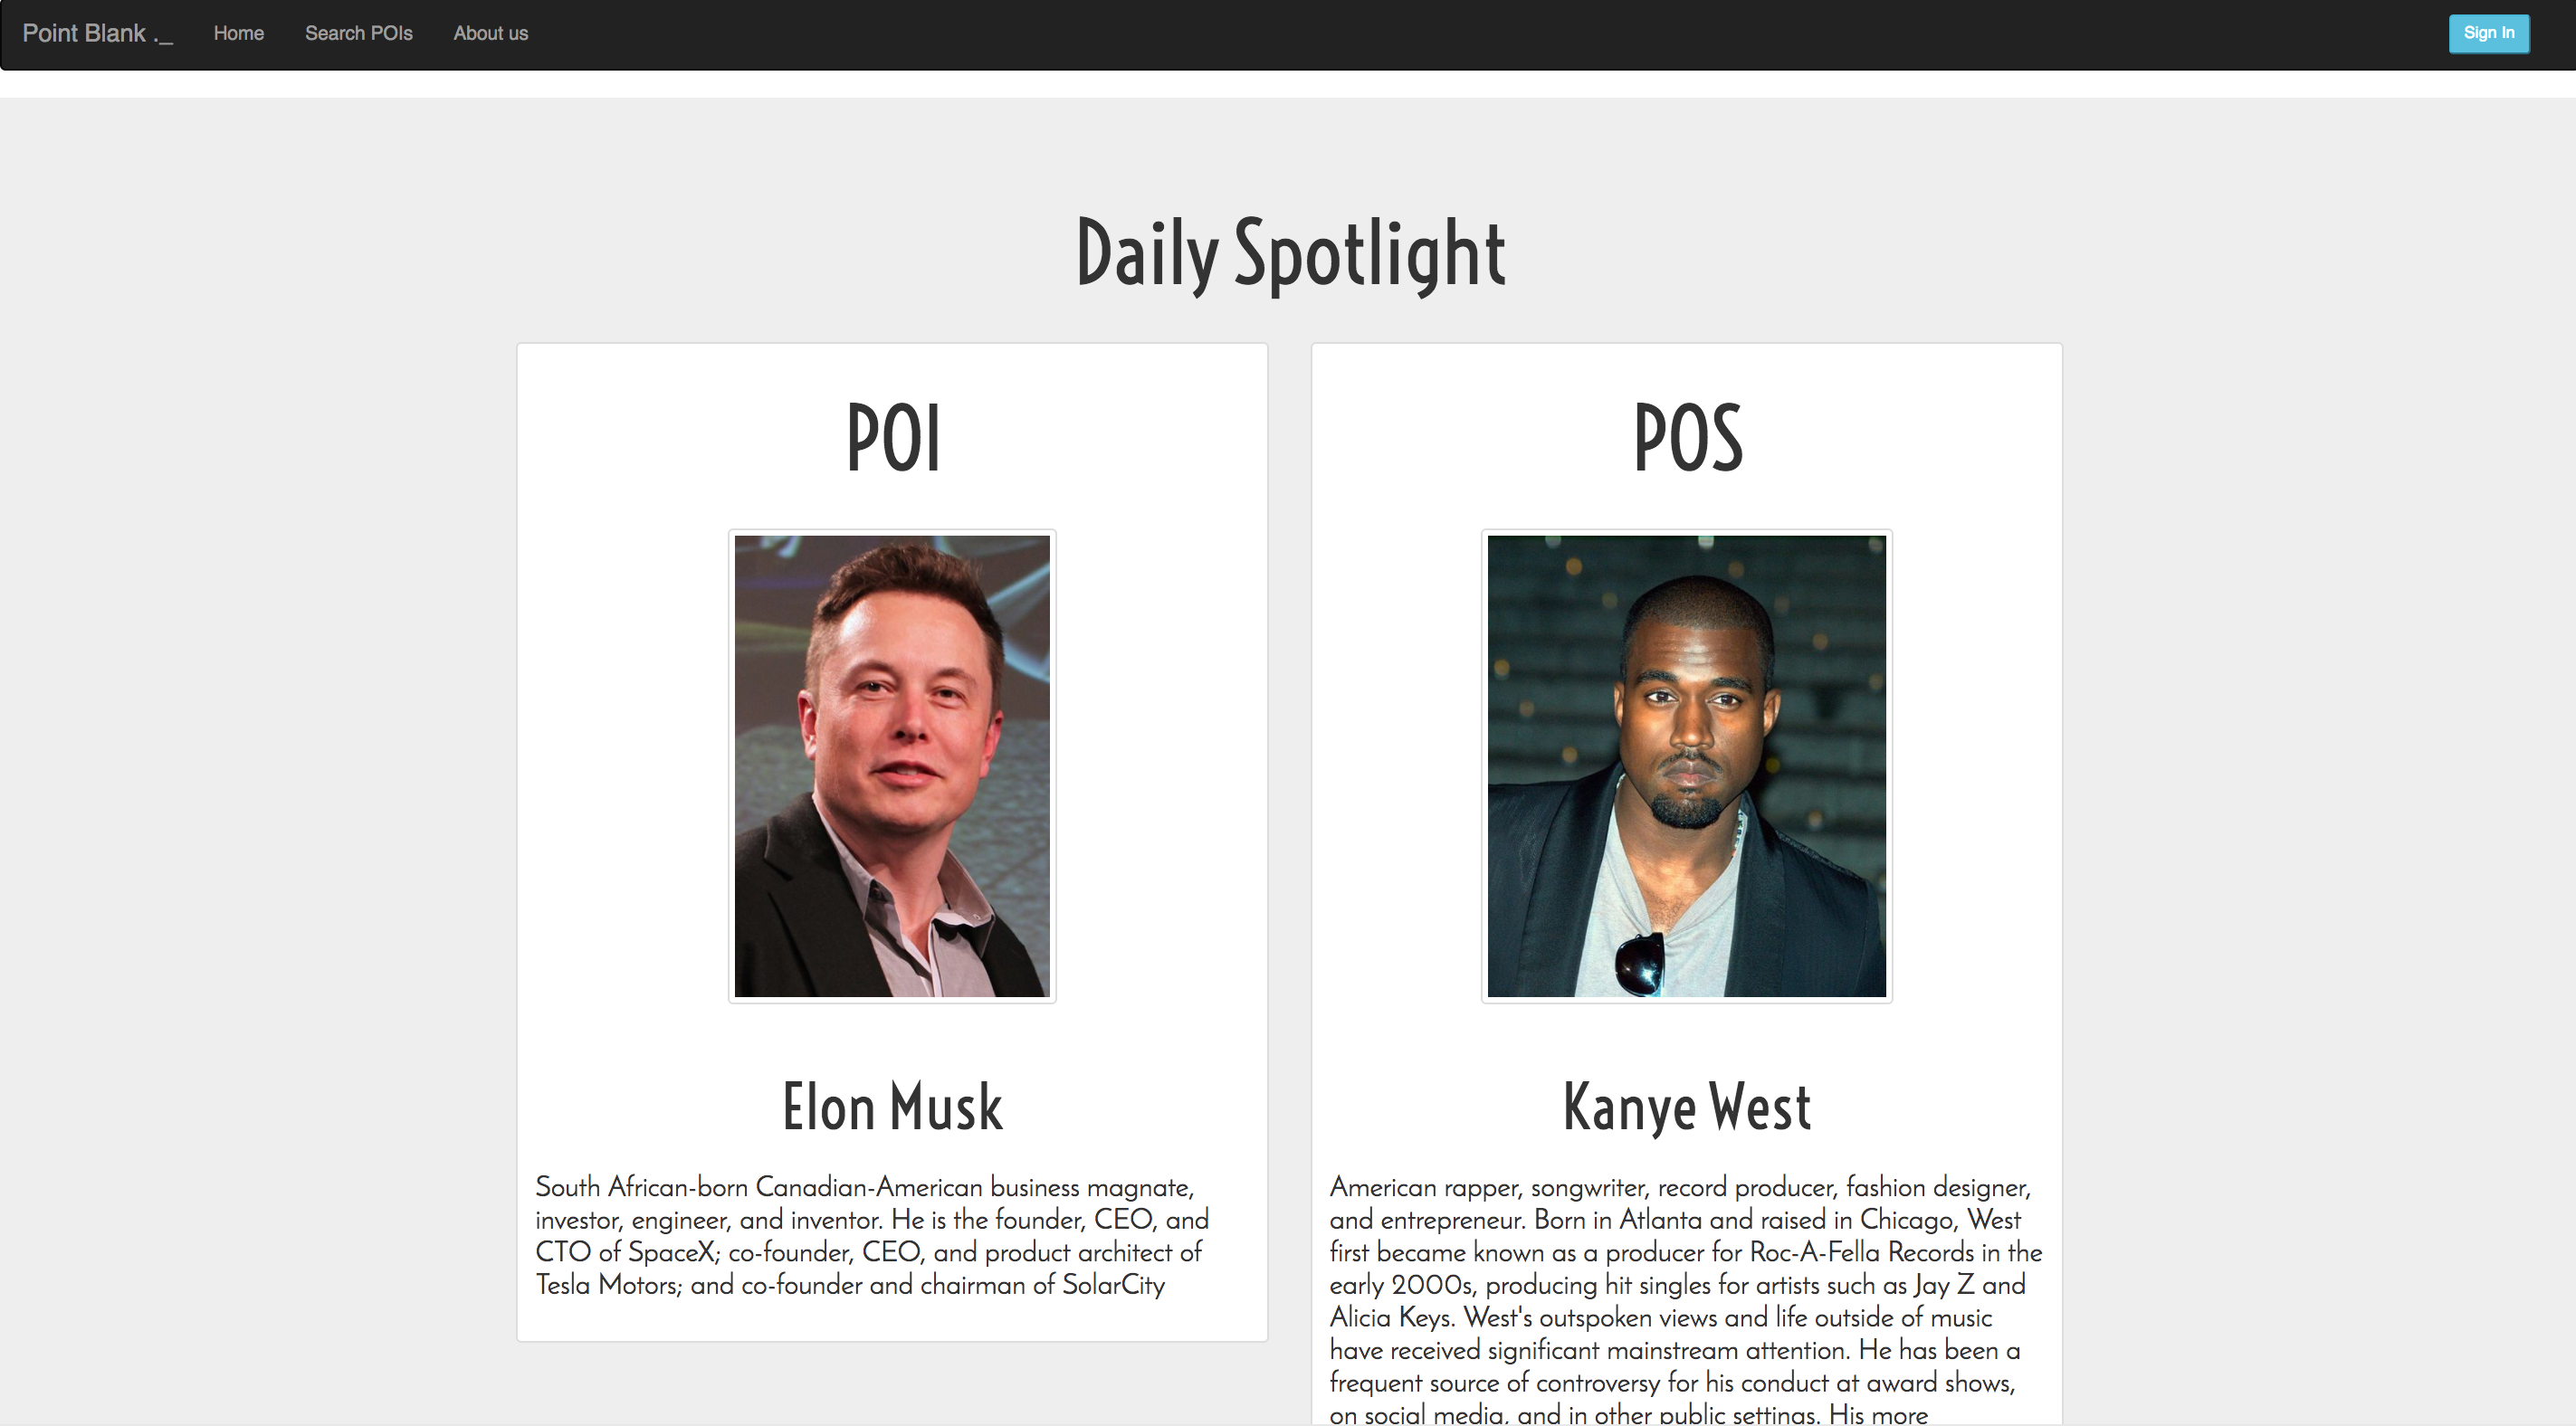 Point Blank ._ Home Search POIs About us Sign In
Daily Spotlight
POI
Elon Musk
South African-born Canadian-American business magnate,
investor, engineer, and inventor. He is the founder, CEO, and
CTO of SpaceX; co-founder, CEO, and product architect of
Tesla Motors; and co-founder and chairman of SolarCity
POS
Kanye West
American rapper, songwriter, record producer, fashion designer,
and entrepreneur. Born in Atlanta and raised in Chicago, West
first became known as a producer for Roc-A-Fella Records in the
early 2000s, producing hit singles for artists such as Jay Z and
Alicia Keys. West's outspoken views and life outside of music
have received significant mainstream attention. He has been a
frequent source of controversy for his conduct at award shows,
on social media, and in other public settings. His more